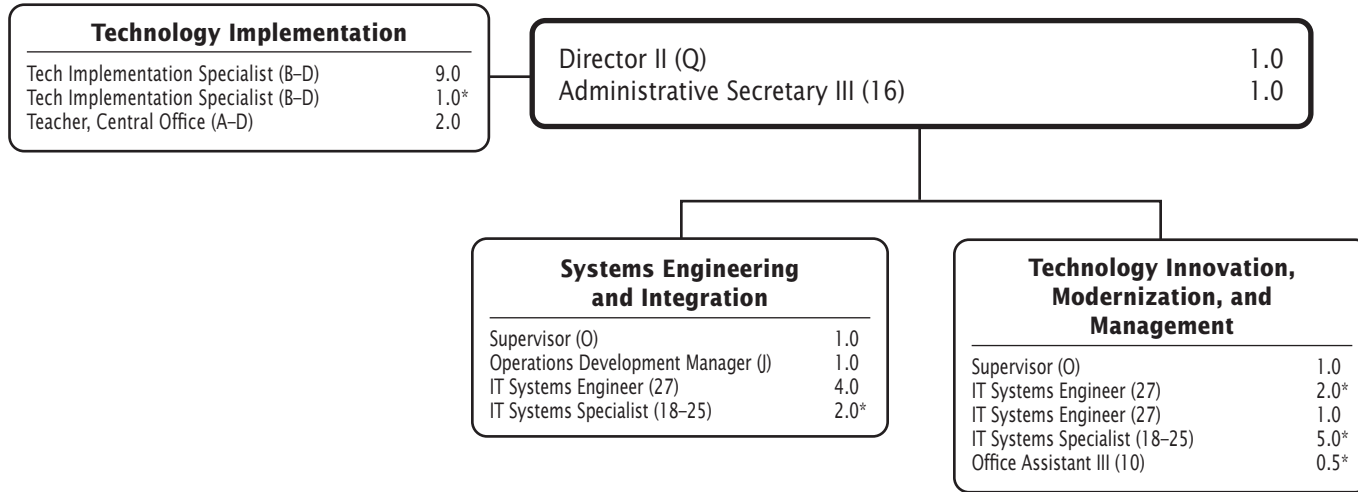 Technology Implementation
Tech Implementation Specialist (B–D) 9.0
Tech Implementation Specialist (B–D) 1.0*
Teacher, Central Office (A–D) 2.0
Director II (Q) 1.0
Administrative Secretary III (16) 1.0
Systems Engineering
and Integration
Supervisor (O) 1.0
Operations Development Manager (J) 1.0
IT Systems Engineer (27) 4.0
IT Systems Specialist (18–25) 2.0*
Technology Innovation,
Modernization, and
Management
Supervisor (O) 1.0
IT Systems Engineer (27) 2.0*
IT Systems Engineer (27) 1.0
IT Systems Specialist (18–25) 5.0*
Office Assistant III (10) 0.5*